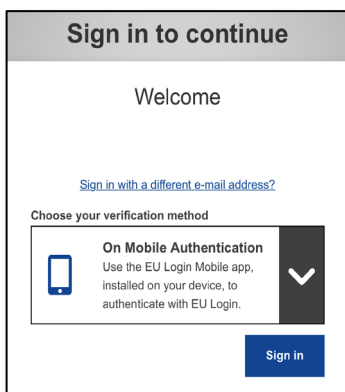 Sign in to continue
Welcome
Sign in with a different e-mail address?
Choose your verification method
On Mobile Authentication
Use the EU Login Mobile app,
installed on your device, to
authenticate with EU Login.
Sign in